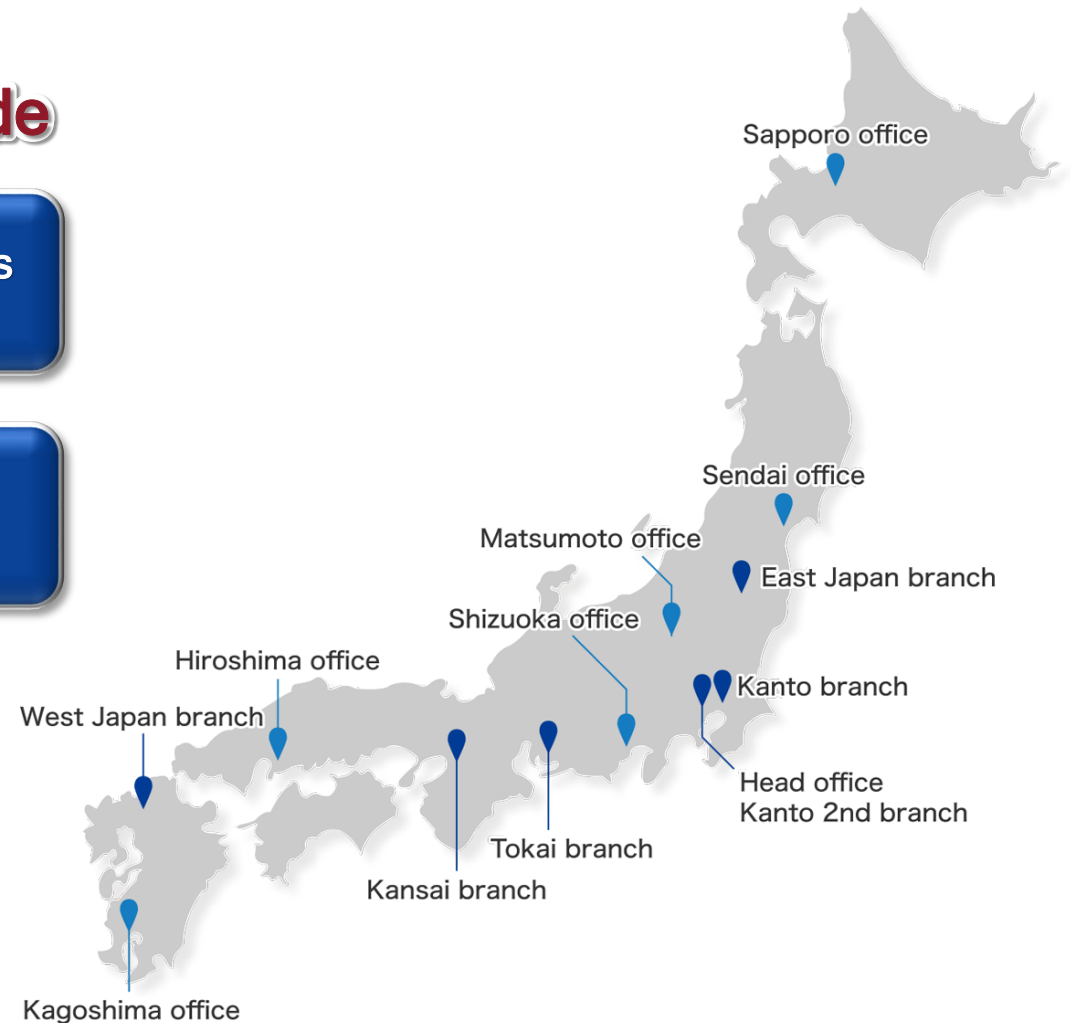 Sapporo office
Sendai office
Matsumoto office
East Japan branch
Shizuoka office
Hiroshima office
Kanto branch
West Japan branch
Head office
Kanto 2nd branch
Tokai branch
Kansai branch
Kagoshima office